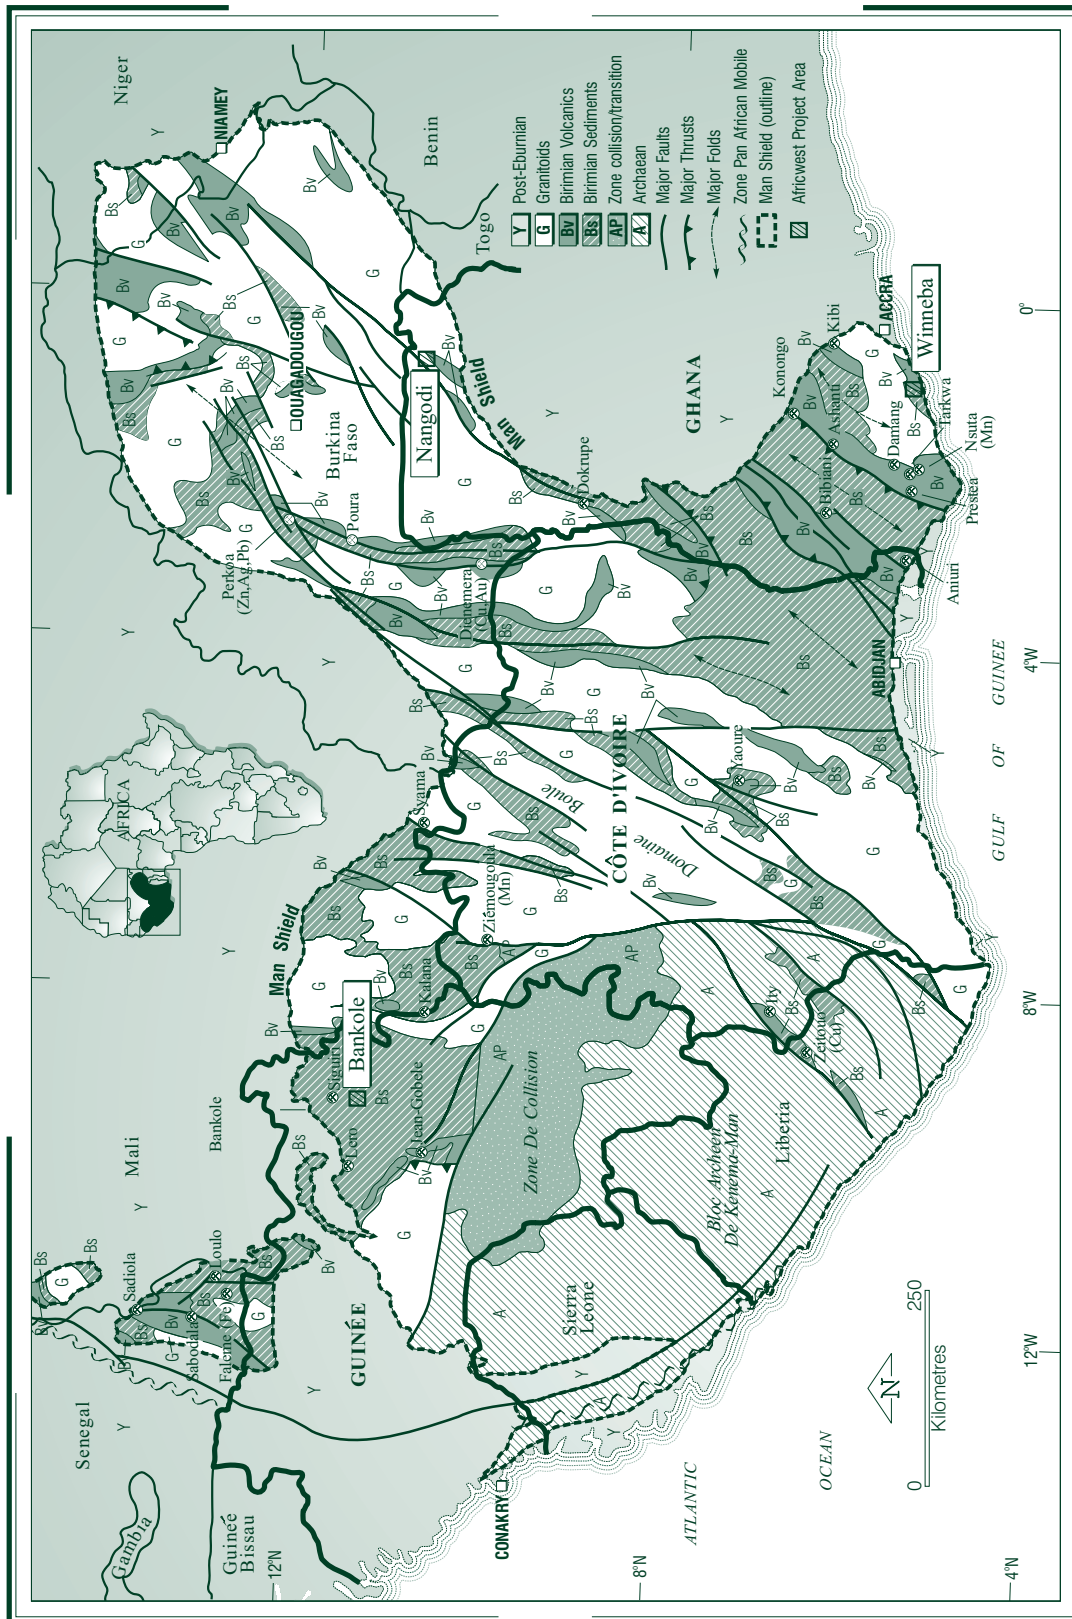 Senegal
Gambia
Guineé
Bissau
Mali
Niger
Benin
Togo
Burkina
Faso
GHANA
CÔTE D'IVOIRE
GUINÉE
Sierra
Leone
Liberia
AFRICA
Man Shield
Man Shield
NIAMEY
OUAGADOUGOU
ACCRA
ABIDJAN
CONAKRY
Bankole
Bankole
Nangodi
Winneba
Sadiola
Loulo
Sabodala
Faleme (Fe)
Siguiri
Lero
Jean-Gobele
Kalana
Syama
Ziémougoula
(Mn)
Perkoa
(Zn,Ag,Pb)
Poura
Dienemera
(Cu,Au)
Dokrupe
Konongo
Kibi
Ashanti
Bibiani
Damang
Tarkwa
Nsuta
(Mn)
Prestea
Aniuri
Yaoure
Ity
Zeitouo
(Cu)
Boule
Domaine
Zone De Collision
Bloc Archeen
De Kenema-Man
ATLANTIC
OCEAN
GULF OF GUINEE
Y Post-Eburnian
G Granitoids
Bv Birimian Volcanics
Bs Birimian Sediments
AP Zone collision/transition
A Archaean
Major Faults
Major Thrusts
Major Folds
Zone Pan African Mobile
Man Shield (outline)
Africwest Project Area
N
0 250
Kilometres
12°N
8°N
4°N
12°W
8°W
4°W
0°